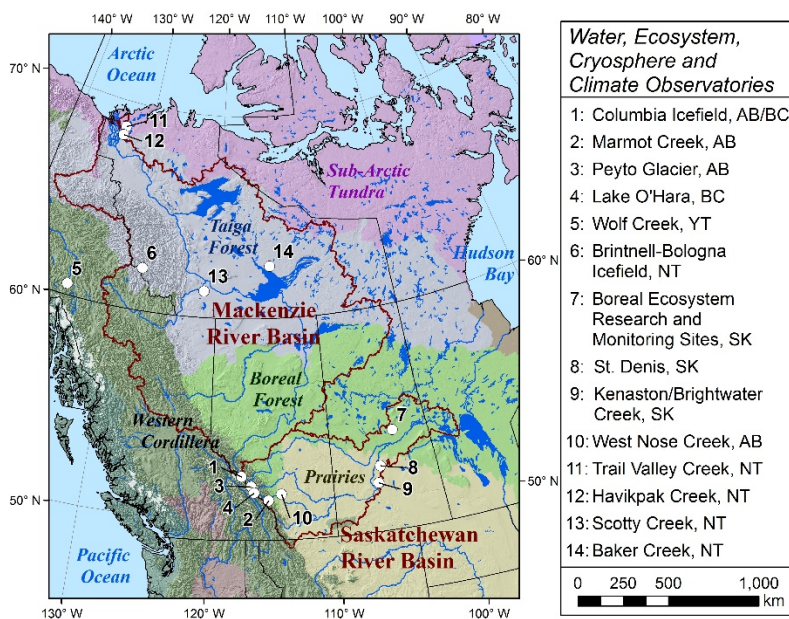 140° W 130° W 120° W 110° W 100° W 90° W 80° W
Arctic
Ocean
70° N
11
12
Sub-Arctic
Tundra
Taiga
Forest
14
Hudson
Bay
60° N
5
6
13
60° N
Mackenzie
River Basin
Boreal
Forest
7
Western
Cordillera
1
3
4
2
Prairies
8
9
10
50° N
50° N
Saskatchewan
River Basin
Pacific
Ocean
130° W 120° W 110° W 100° W
Water, Ecosystem,
Cryosphere and
Climate Observatories
1: Columbia Icefield, AB/BC
2: Marmot Creek, AB
3: Peyto Glacier, AB
4: Lake O'Hara, BC
5: Wolf Creek, YT
6: Brintnell-Bologna
Icefield, NT
7: Boreal Ecosystem
Research and
Monitoring Sites, SK
8: St. Denis, SK
9: Kenaston/Brightwater
Creek, SK
10: West Nose Creek, AB
11: Trail Valley Creek, NT
12: Havikpak Creek, NT
13: Scotty Creek, NT
14: Baker Creek, NT
0 250 500 1,000
km